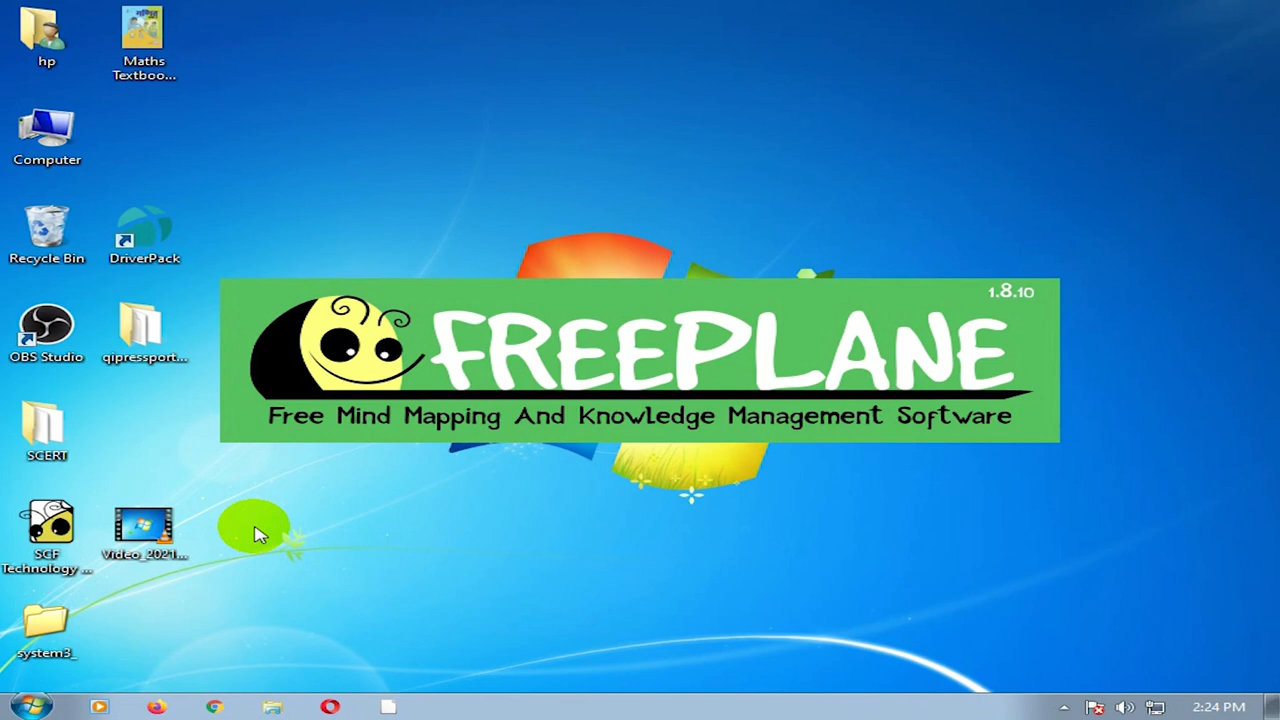 hp
Maths
Textboo...
Computer
Recycle Bin
DriverPack
OBS Studio
qipressport...
SCERT
SCF
Technology ...
Video_2021...
system3_
1.8.10
FREEPLANE
Free Mind Mapping And Knowledge Management Software
2:24 PM